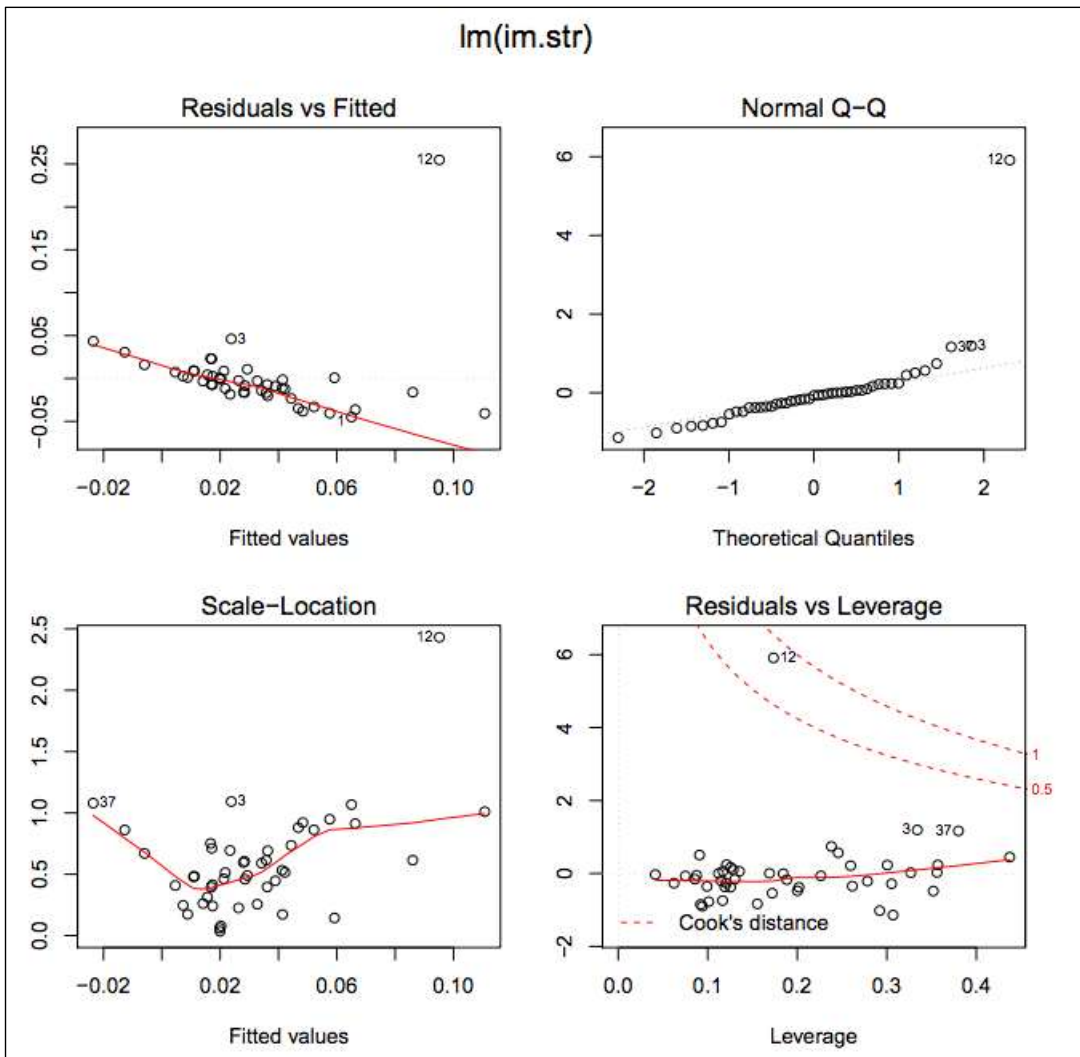 lm(im.str)
Residuals vs Fitted
0.25
0.15
0.05
-0.05
12
3
1
−0.02 0.02 0.06 0.10
Fitted values
Normal Q−Q
6
4
2
0
12
37 3
−2 −1 0 1 2
Theoretical Quantiles
Scale−Location
2.5
2.0
1.5
1.0
0.5
0.0
12
37
3
−0.02 0.02 0.06 0.10
Fitted values
Residuals vs Leverage
6
4
2
0
−2
12
3
37
1
0.5
Cook's distance
0.0 0.1 0.2 0.3 0.4
Leverage